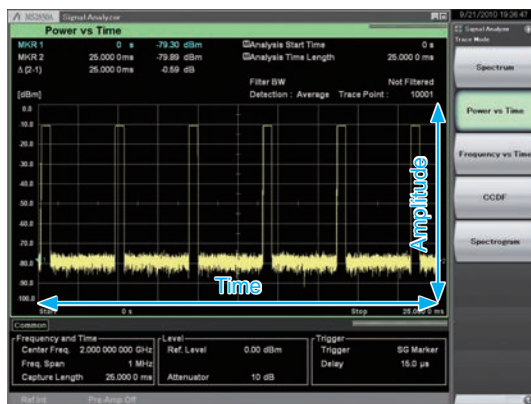 MS2690A Signal Analyzer 9/21/2010 19:26:47
Power vs Time
MKR 1 0 s -79.30 dBm Analysis Start Time 0 s
MKR 2 25.000 0ms -79.89 dBm Analysis Time Length 25.000 0 ms
Δ (2-1) 25.000 0ms -0.59 dB
Filter BW Not Filtered
[dBm] Detection : Average Trace Point : 10001
0.0
-10.0
-20.0
-30.0
-40.0
-50.0
-60.0
-70.0
-80.0
-90.0
-100.0
Amplitude
Time
Start 0 s Stop 25.000 0 ms
Common
Frequency and Time
Center Freq. 2.000 000 000 GHz
Freq. Span 1 MHz
Capture Length 25.000 0 ms
Level
Ref. Level 0.00 dBm
Attenuator 10 dB
Trigger
Trigger SG Marker
Delay 15.0 µs
Ref.Int Pre-Amp Off
Signal Analyzer
Trace Mode
Spectrum
Power vs Time
Frequency vs Time
CCDF
Spectrogram